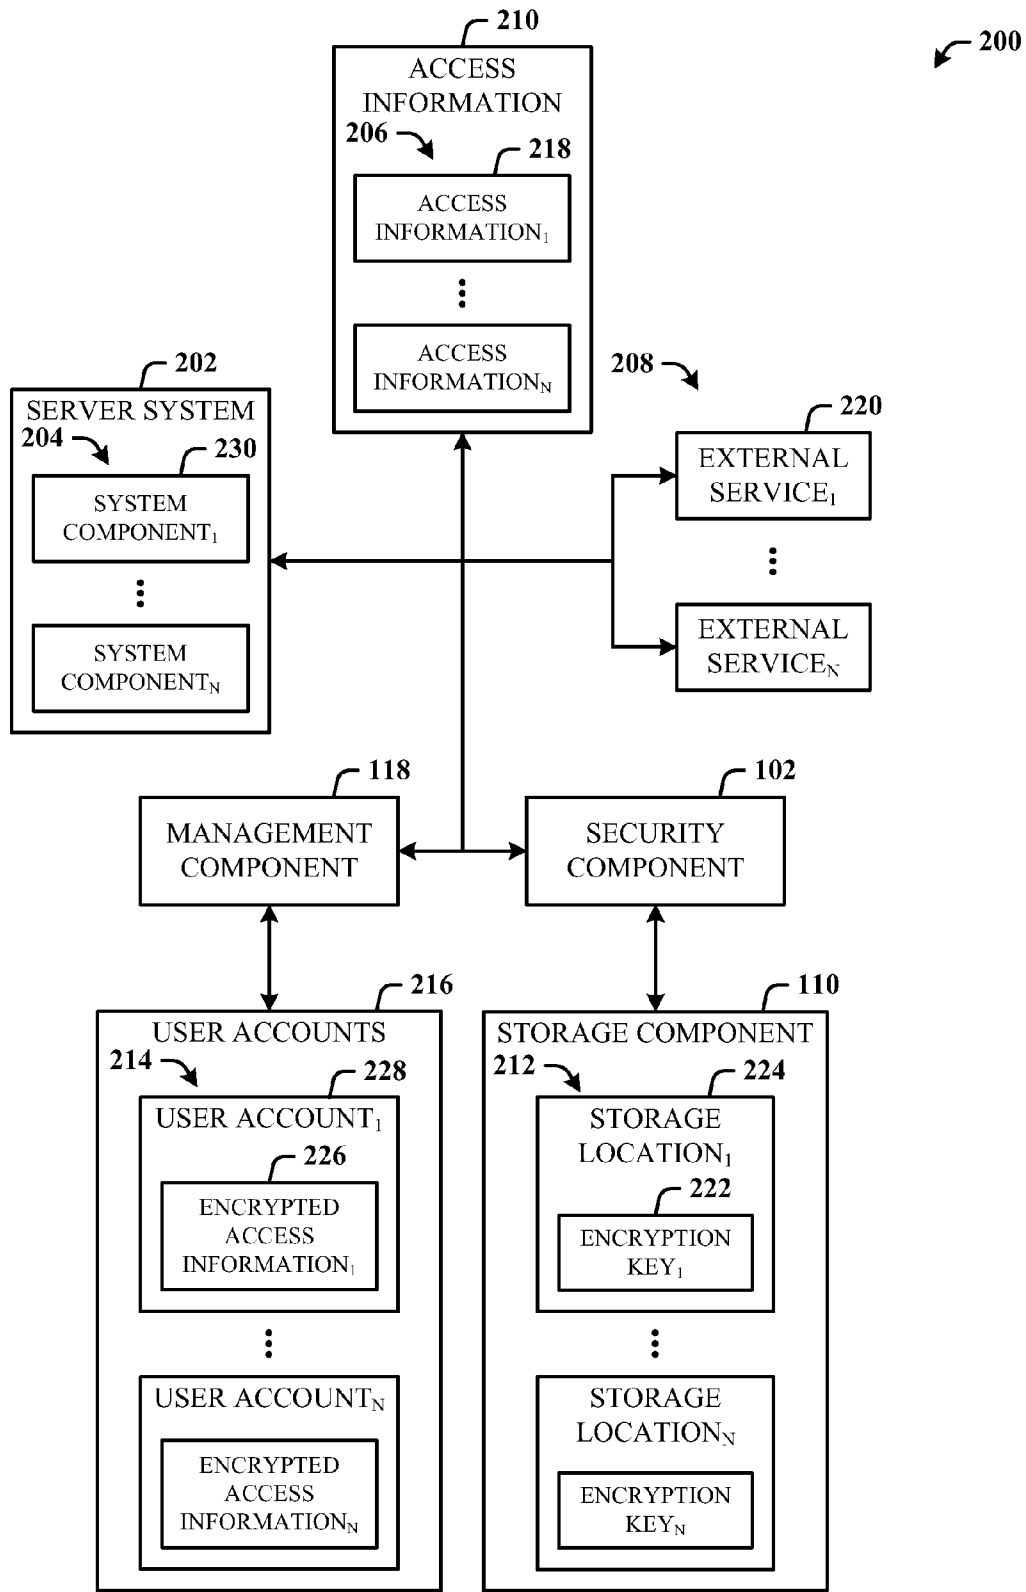 210
200
ACCESS
INFORMATION
206
218
ACCESS
INFORMATION₁
ACCESS
INFORMATIONN
202
SERVER SYSTEM
204
230
SYSTEM
COMPONENT₁
SYSTEM
COMPONENTN
208
220
EXTERNAL
SERVICE₁
EXTERNAL
SERVICEN
118
MANAGEMENT
COMPONENT
102
SECURITY
COMPONENT
216
USER ACCOUNTS
214
228
USER ACCOUNT₁
226
ENCRYPTED
ACCESS
INFORMATION₁
USER ACCOUNTN
ENCRYPTED
ACCESS
INFORMATIONN
110
STORAGE COMPONENT
212
224
STORAGE
LOCATION₁
222
ENCRYPTION
KEY₁
STORAGE
LOCATIONN
ENCRYPTION
KEYN